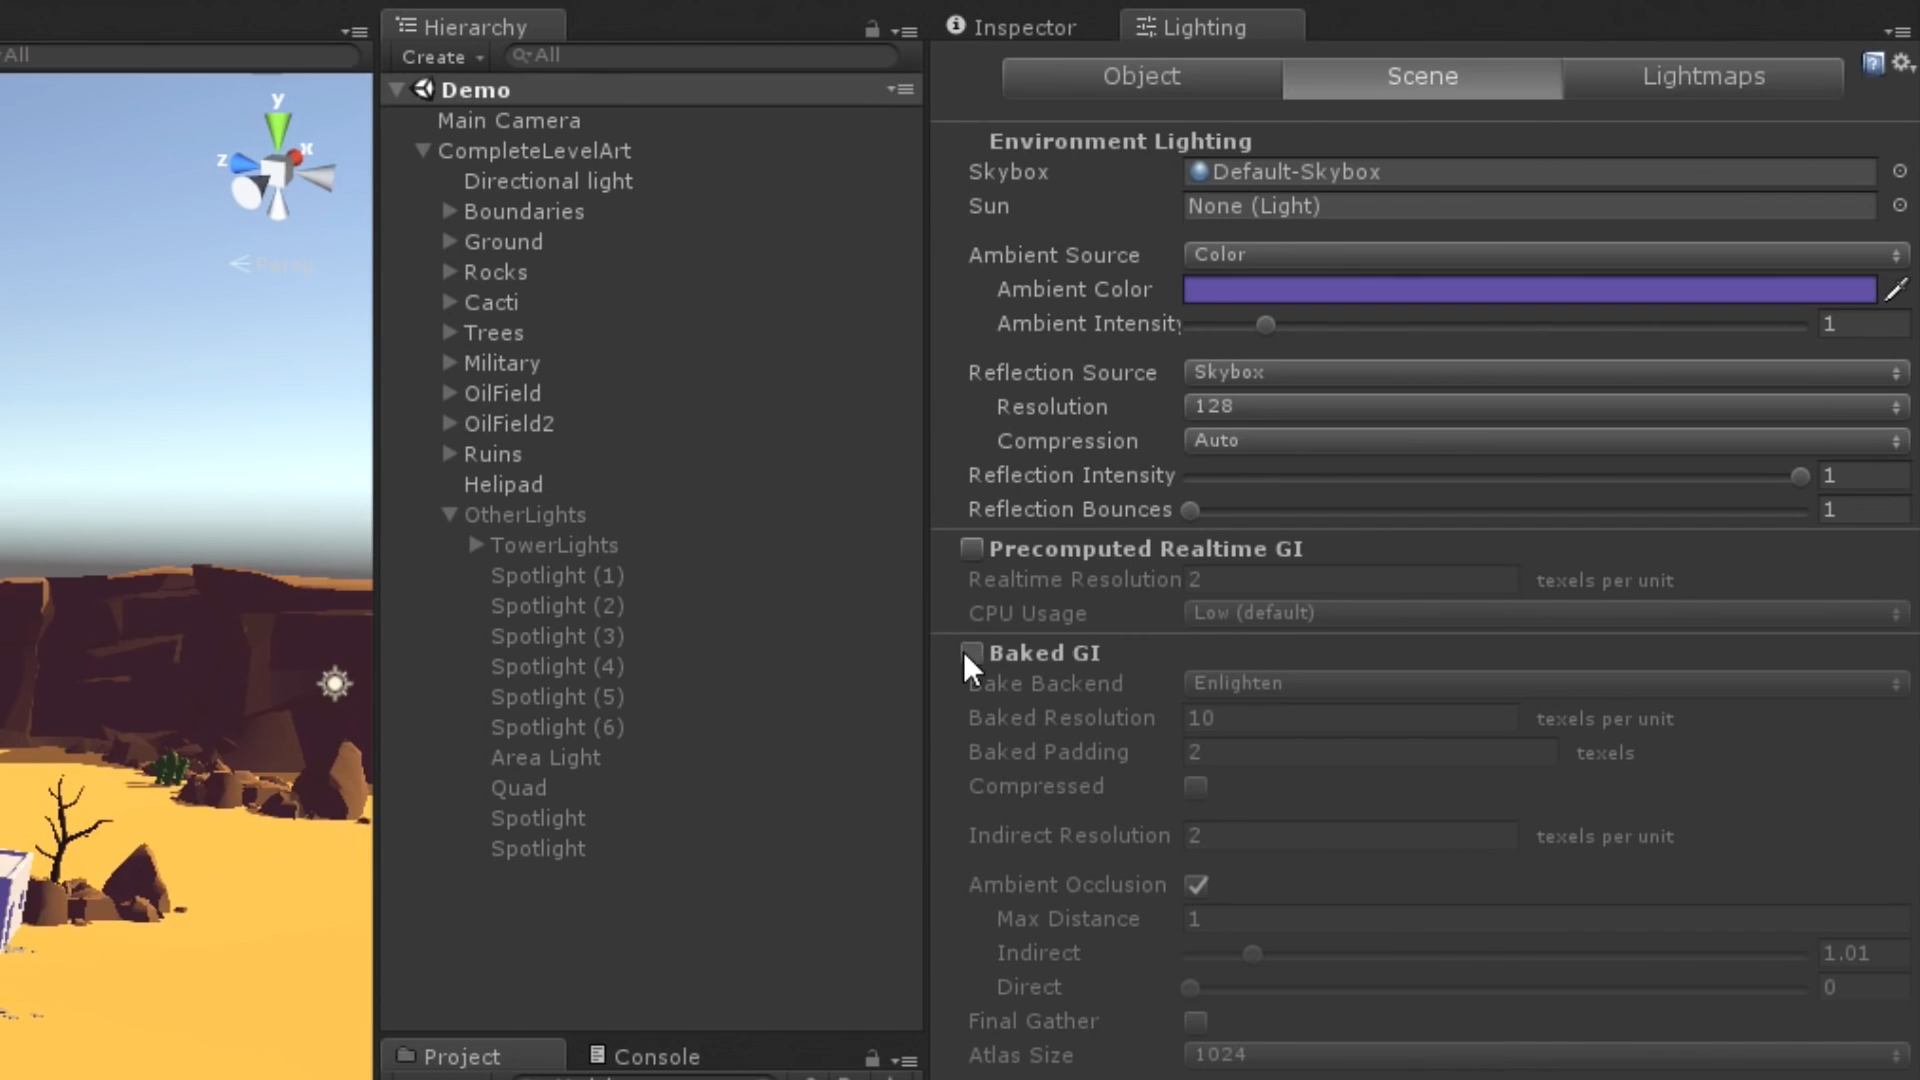 All
y
x
z
Persp
Hierarchy
Create
All
Demo
Main Camera
CompleteLevelArt
Directional light
Boundaries
Ground
Rocks
Cacti
Trees
Military
OilField
OilField2
Ruins
Helipad
OtherLights
TowerLights
Spotlight (1)
Spotlight (2)
Spotlight (3)
Spotlight (4)
Spotlight (5)
Spotlight (6)
Area Light
Quad
Spotlight
Spotlight
Project
Console
Inspector
Lighting
Object
Scene
Lightmaps
Environment Lighting
Skybox Default-Skybox
Sun None (Light)
Ambient Source Color
Ambient Color
Ambient Intensity 1
Reflection Source Skybox
Resolution 128
Compression Auto
Reflection Intensity 1
Reflection Bounces 1
Precomputed Realtime GI
Realtime Resolution 2 texels per unit
CPU Usage Low (default)
Baked GI
Bake Backend Enlighten
Baked Resolution 10 texels per unit
Baked Padding 2 texels
Compressed
Indirect Resolution 2 texels per unit
Ambient Occlusion
Max Distance 1
Indirect 1.01
Direct 0
Final Gather
Atlas Size 1024